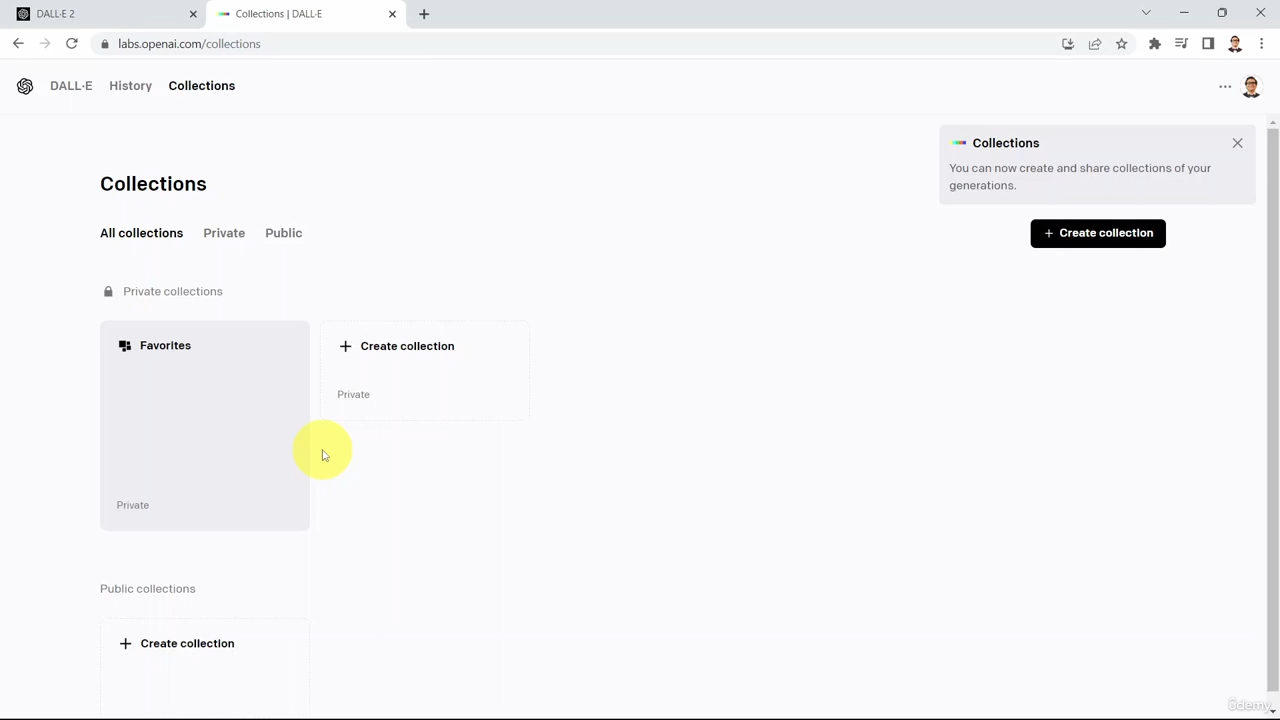 DALL·E 2
Collections | DALL·E
labs.openai.com/collections
DALL·E
History
Collections
Collections
You can now create and share collections of your
generations.
Collections
All collections
Private
Public
Create collection
Private collections
Favorites
Private
Create collection
Private
Public collections
Create collection
ûdemy